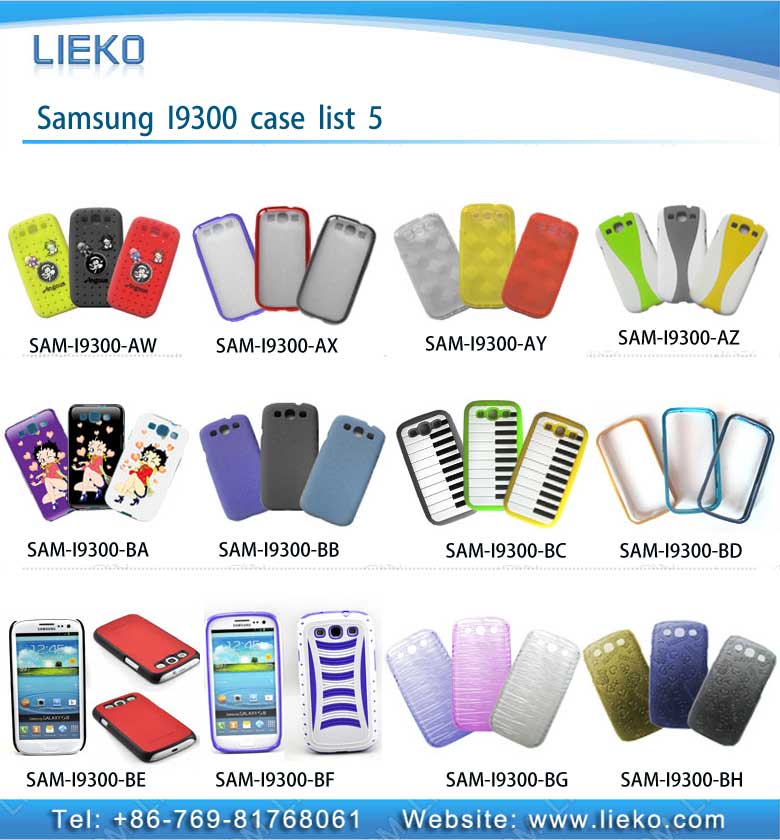 LIEKO
Samsung I9300 case list 5
SAM-I9300-AW SAM-I9300-AX SAM-I9300-AY SAM-I9300-AZ
SAM-I9300-BA SAM-I9300-BB SAM-I9300-BC SAM-I9300-BD
SAMSUNG SAMSUNG
SAM-I9300-BE SAM-I9300-BF SAM-I9300-BG SAM-I9300-BH
Tel: +86-769-81768061 Website: www.lieko.com